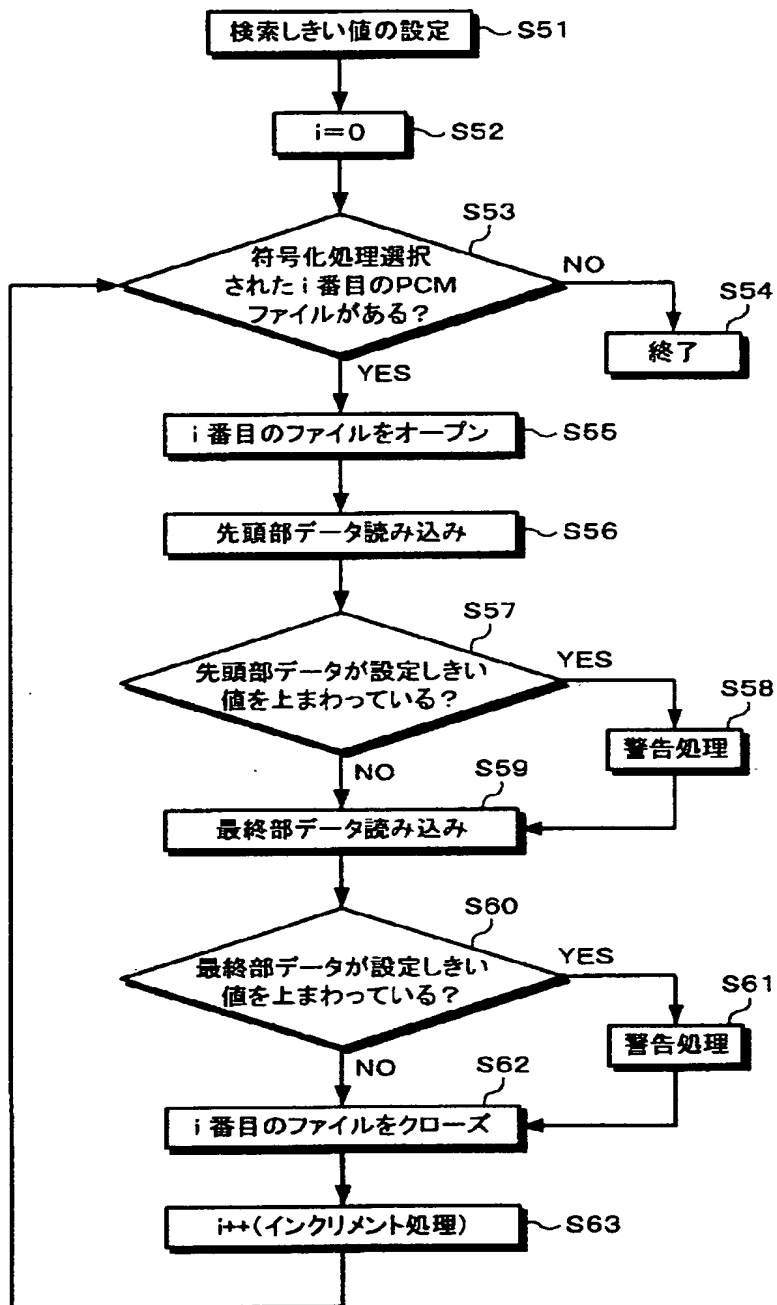 検索しきい値の設定
S51
i=0
S52
S53
符号化処理選択
されたi番目のPCM
ファイルがある?
NO
S54
終了
YES
i番目のファイルをオープン
S55
先頭部データ読み込み
S56
S57
先頭部データが設定しきい
値を上まわっている?
YES
S58
警告処理
NO
S59
最終部データ読み込み
S60
最終部データが設定しきい
値を上まわっている?
YES
S61
警告処理
NO
S62
i番目のファイルをクローズ
i++(インクリメント処理)
S63